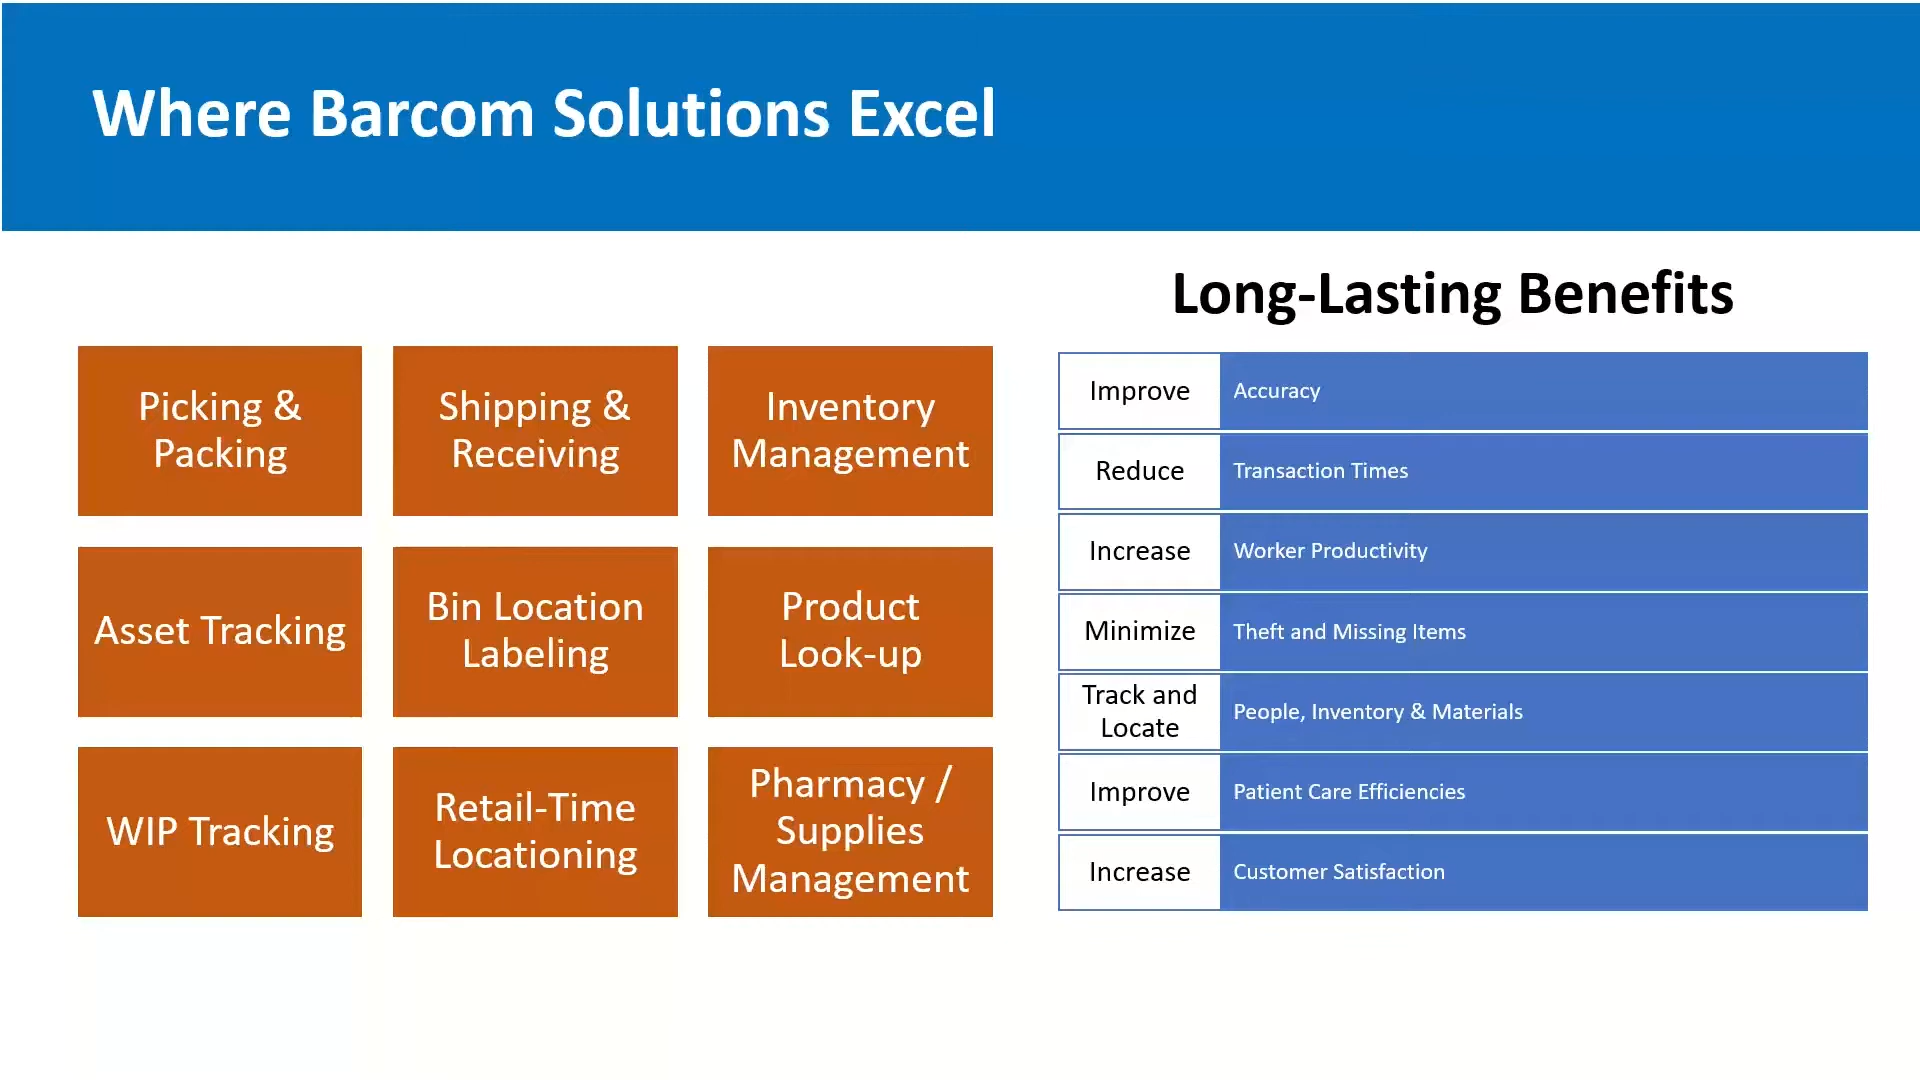 Where Barcom Solutions Excel
Picking &
Packing
Shipping &
Receiving
Inventory
Management
Asset Tracking
Bin Location
Labeling
Product
Look-up
WIP Tracking
Retail-Time
Locationing
Pharmacy /
Supplies
Management
Long-Lasting Benefits
Improve Accuracy
Reduce Transaction Times
Increase Worker Productivity
Minimize Theft and Missing Items
Track and
Locate
People, Inventory & Materials
Improve Patient Care Efficiencies
Increase Customer Satisfaction